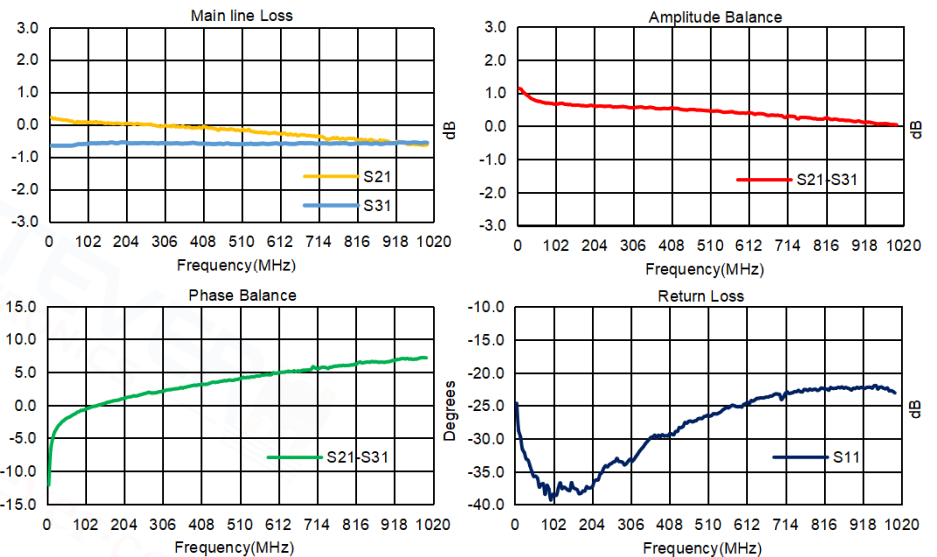 Main line Loss
3.0
2.0
1.0
0.0
-1.0
-2.0
-3.0
dB
S21
S31
0 102 204 306 408 510 612 714 816 918 1020
Frequency(MHz)
Amplitude Balance
3.0
2.0
1.0
0.0
-1.0
-2.0
-3.0
dB
S21-S31
0 102 204 306 408 510 612 714 816 918 1020
Frequency(MHz)
Phase Balance
15.0
10.0
5.0
0.0
-5.0
-10.0
-15.0
Degrees
S21-S31
0 102 204 306 408 510 612 714 816 918 1020
Frequency(MHz)
Return Loss
-10.0
-15.0
-20.0
-25.0
-30.0
-35.0
-40.0
dB
S11
0 102 204 306 408 510 612 714 816 918 1020
Frequency(MHz)